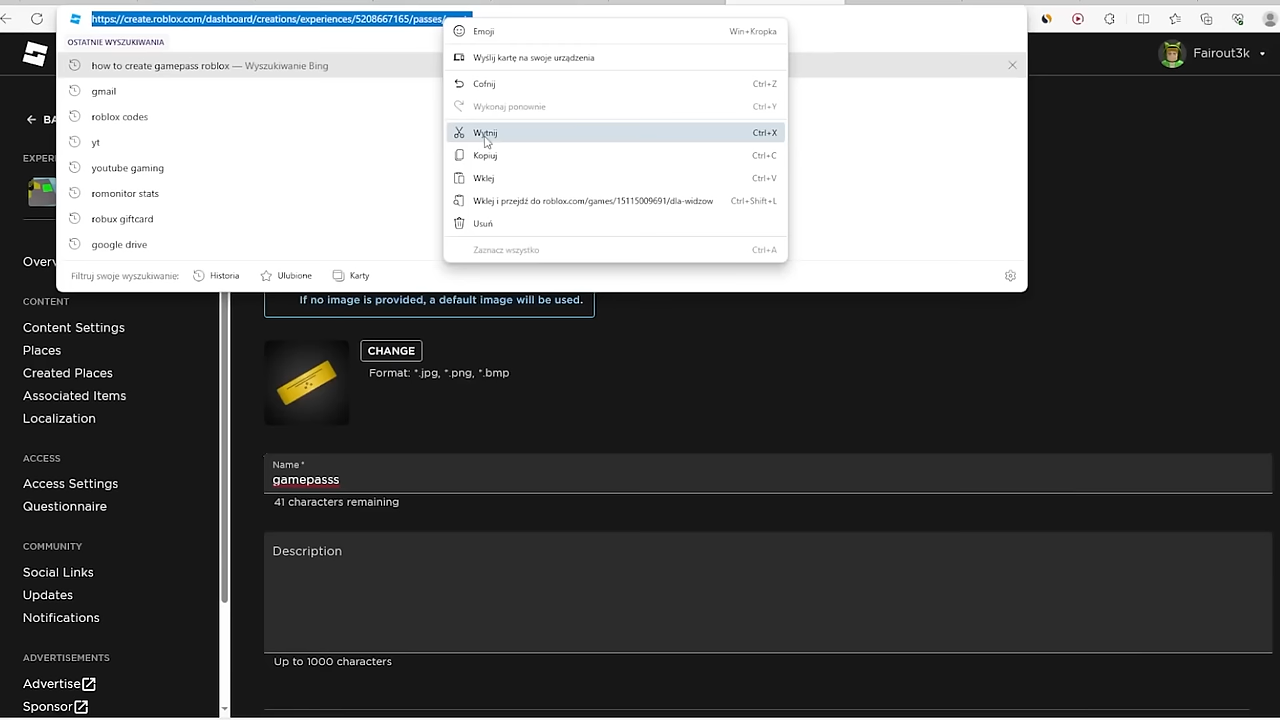 https://create.roblox.com/dashboard/creations/experiences/5208667165/passes/
OSTATNIE WYSZUKIWANIA
how to create gamepass roblox — Wyszukiwanie Bing
gmail
roblox codes
yt
youtube gaming
romonitor stats
robux giftcard
google drive
Filtruj swoje wyszukiwanie:
Historia
Ulubione
Karty
Emoji Win+Kropka
Wyślij kartę na swoje urządzenia
Cofnij Ctrl+Z
Wykonaj ponownie Ctrl+Y
Wytnij Ctrl+X
Kopiuj Ctrl+C
Wklej Ctrl+V
Wklej i przejdź do roblox.com/games/15115009691/dla-widzow Ctrl+Shift+L
Usuń
Zaznacz wszystko Ctrl+A
Fairout3k
CONTENT
Content Settings
Places
Created Places
Associated Items
Localization
ACCESS
Access Settings
Questionnaire
COMMUNITY
Social Links
Updates
Notifications
ADVERTISEMENTS
Advertise
Sponsor
If no image is provided, a default image will be used.
CHANGE
Format: *.jpg, *.png, *.bmp
Name *
gamepasss
41 characters remaining
Description
Up to 1000 characters